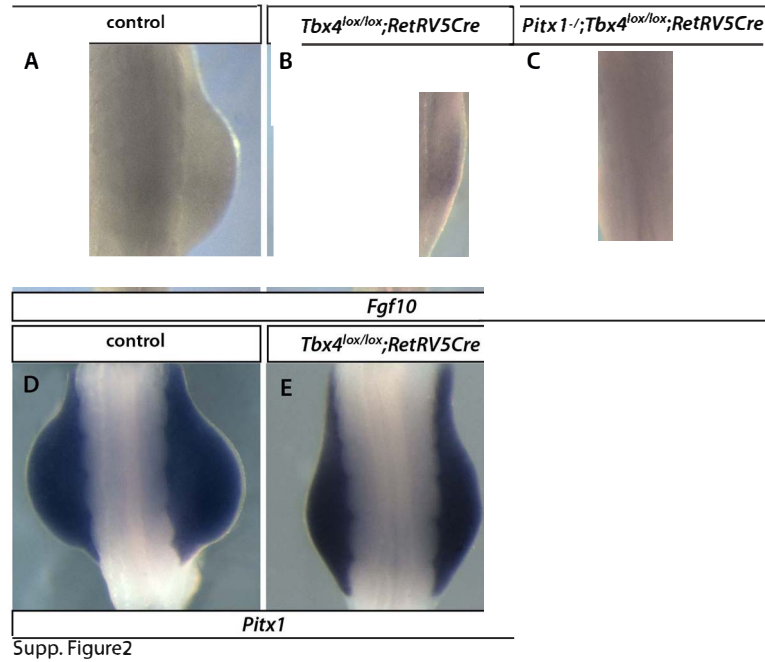 control Tbx4lox/lox;RetRV5Cre Pitx1-/-;Tbx4lox/lox;RetRV5Cre
A B C
Fgf10
control Tbx4lox/lox;RetRV5Cre
D E
Pitx1
Supp. Figure2